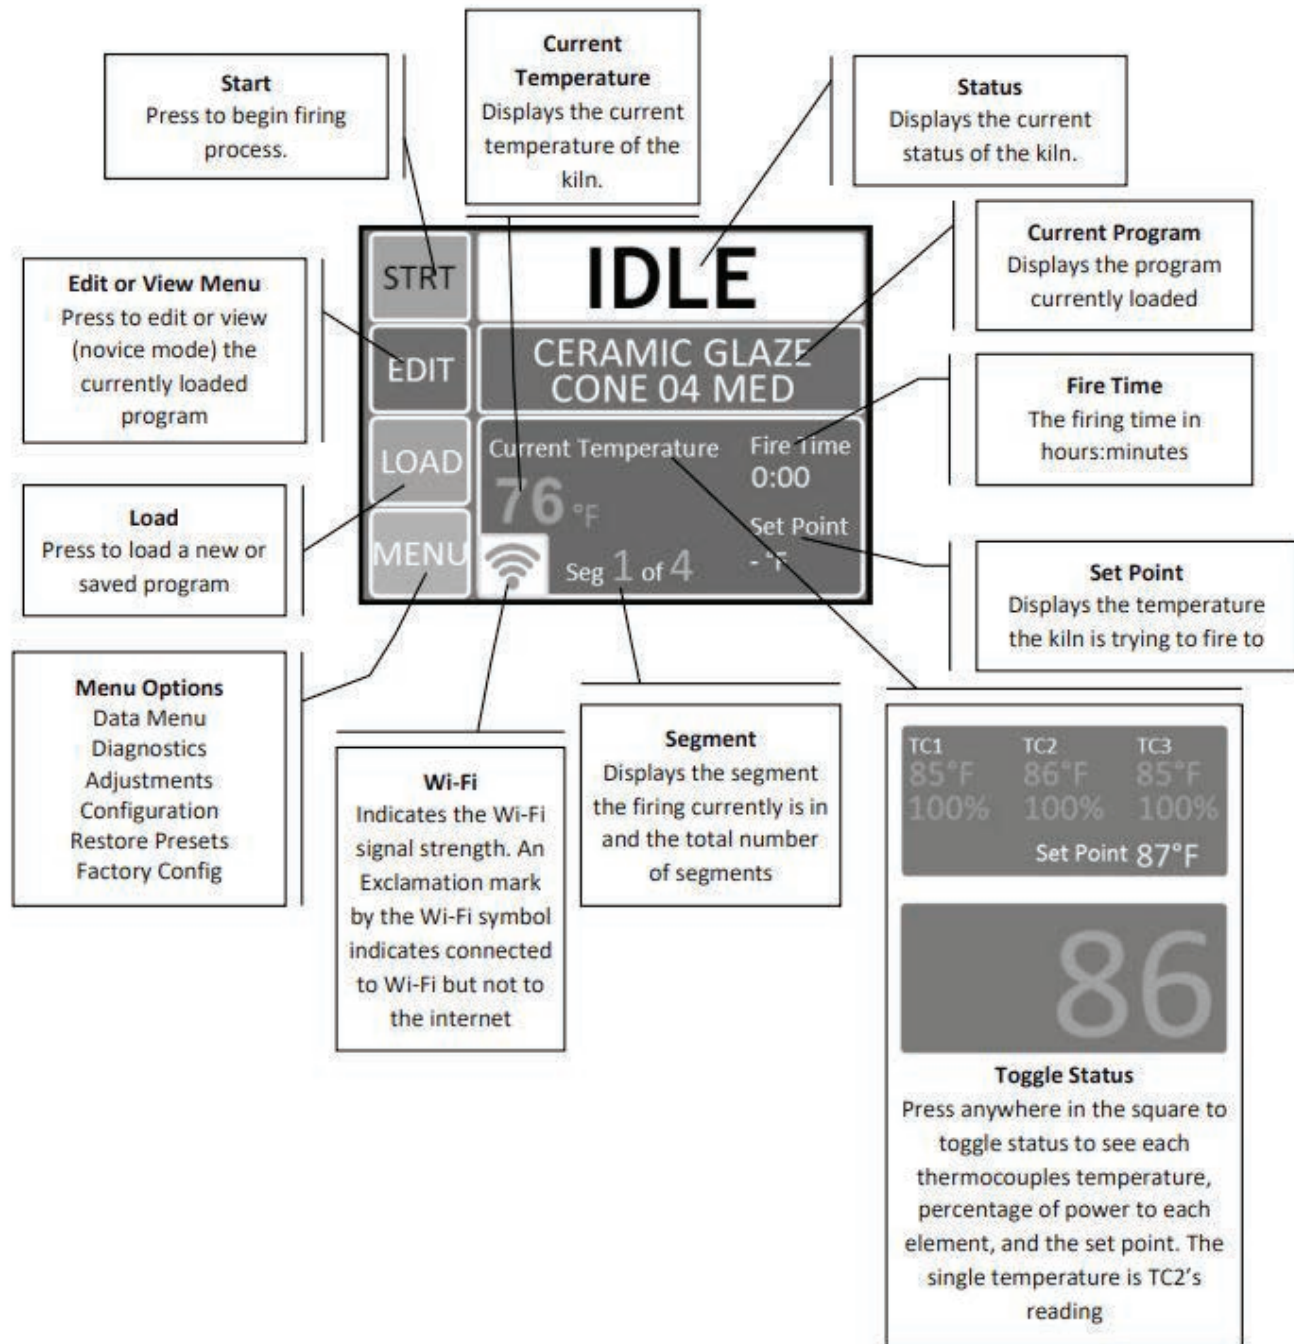 Start
Press to begin firing
process.
Current
Temperature
Displays the current
temperature of the
kiln.
Status
Displays the current
status of the kiln.
Edit or View Menu
Press to edit or view
(novice mode) the
currently loaded
program
Current Program
Displays the program
currently loaded
Load
Press to load a new or
saved program
Fire Time
The firing time in
hours:minutes
Set Point
Displays the temperature
the kiln is trying to fire to
STRT
IDLE
EDIT
CERAMIC GLAZE
CONE 04 MED
LOAD
Current Temperature
Fire Time
0:00
76 °F
Set Point
- °F
MENU
Seg 1 of 4
Menu Options
Data Menu
Diagnostics
Adjustments
Configuration
Restore Presets
Factory Config
Wi-Fi
Indicates the Wi-Fi
signal strength. An
Exclamation mark
by the Wi-Fi symbol
indicates connected
to Wi-Fi but not to
the internet
Segment
Displays the segment
the firing currently is in
and the total number
of segments
TC1 TC2 TC3
85°F 86°F 85°F
100% 100% 100%
Set Point 87°F
86
Toggle Status
Press anywhere in the square to
toggle status to see each
thermocouples temperature,
percentage of power to each
element, and the set point. The
single temperature is TC2's
reading